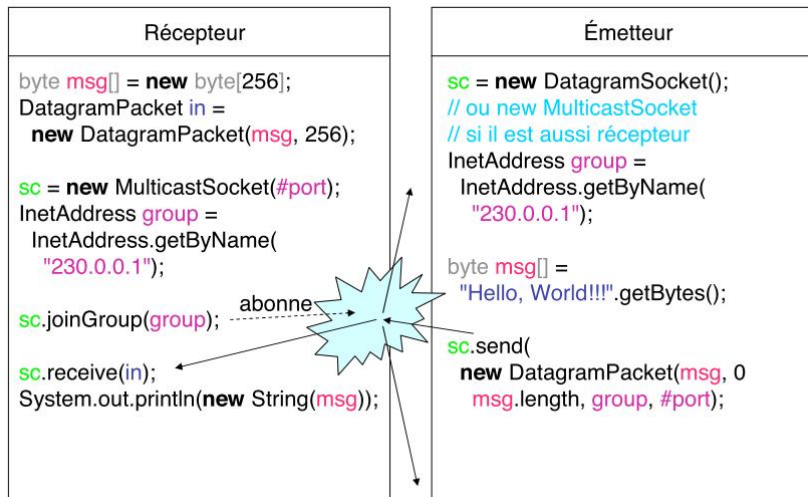 Récepteur
byte msg[] = new byte[256];
DatagramPacket in =
new DatagramPacket(msg, 256);
sc = new MulticastSocket(#port);
InetAddress group =
InetAddress.getByName(
"230.0.0.1");
sc.joinGroup(group);
abonne
sc.receive(in);
System.out.println(new String(msg));
Émetteur
sc = new DatagramSocket();
// ou new MulticastSocket
// si il est aussi récepteur
InetAddress group =
InetAddress.getByName(
"230.0.0.1");
byte msg[] =
"Hello, World!!!".getBytes();
sc.send(
new DatagramPacket(msg, 0
msg.length, group, #port);